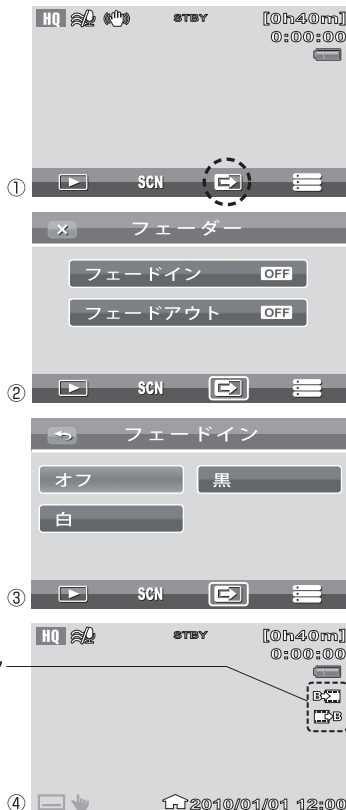 HQ STBY [0h40m]
0:00:00
① SCN
× フェーダー
フェードイン OFF
フェードアウト OFF
② SCN
フェードイン
オフ 黒
白
③ SCN
HQ STBY [0h40m]
0:00:00
B
B
④ 2010/01/01 12:00